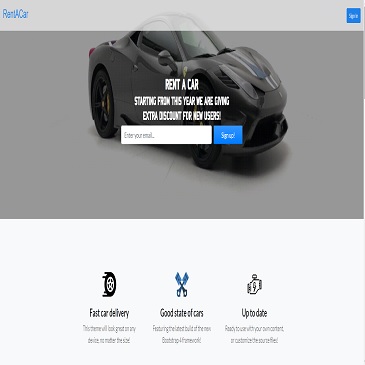 RentACar
Sign in
RENT A CAR
STARTING FROM THIS YEAR WE ARE GIVING
EXTRA DISCOUNT FOR NEW USERS!
Enter your email...
Sign up!
Fast car delivery
Good state of cars
Up to date
This theme will look great on any
device, no matter the size!
Featuring the latest build of the new
Bootstrap 4 framework!
Ready to use with your own content,
or customize the source files!